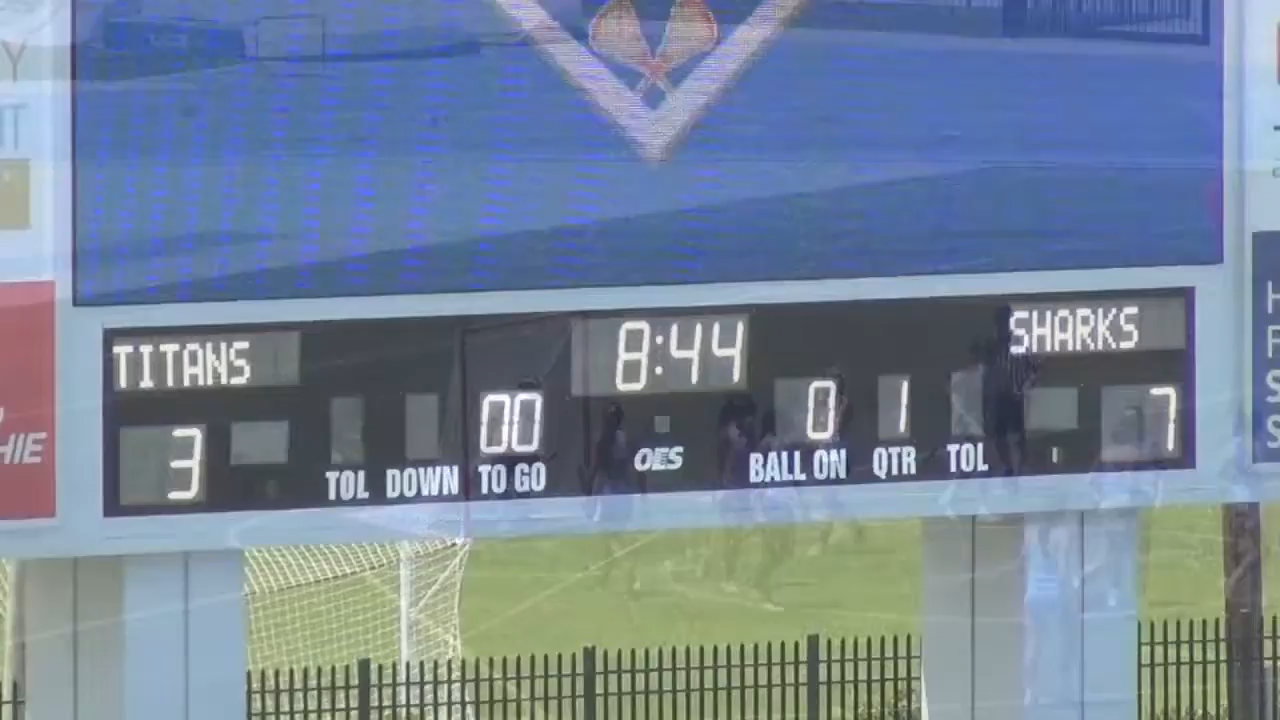 Y
IT
HIE
TITANS
8:44
SHARKS
3
00
0
1
7
TOL
DOWN
TO GO
OES
BALL ON
QTR
TOL
H
F
S
S